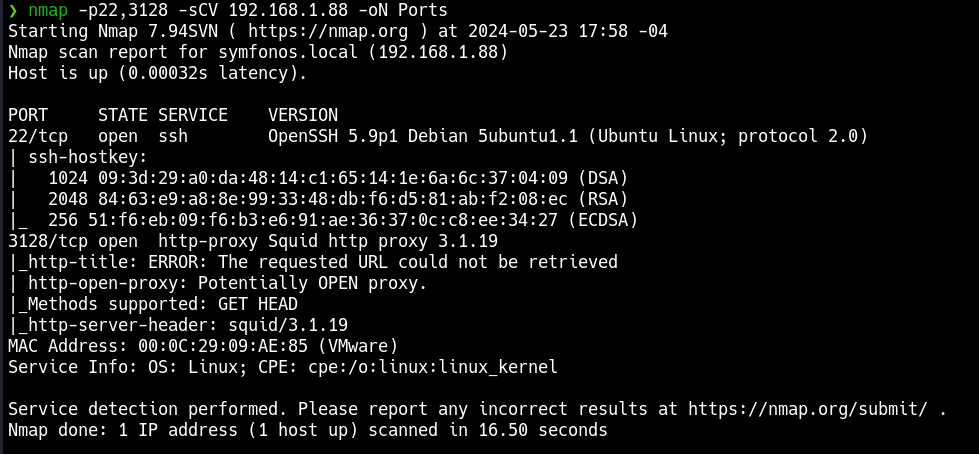 ❯ nmap -p22,3128 -sCV 192.168.1.88 -oN Ports
Starting Nmap 7.94SVN ( https://nmap.org ) at 2024-05-23 17:58 -04
Nmap scan report for symfonos.local (192.168.1.88)
Host is up (0.00032s latency).

PORT     STATE SERVICE    VERSION
22/tcp   open  ssh        OpenSSH 5.9p1 Debian 5ubuntu1.1 (Ubuntu Linux; protocol 2.0)
| ssh-hostkey:
|   1024 09:3d:29:a0:da:48:14:c1:65:14:1e:6a:6c:37:04:09 (DSA)
|   2048 84:63:e9:a8:8e:99:33:48:db:f6:d5:81:ab:f2:08:ec (RSA)
|_  256 51:f6:eb:09:f6:b3:e6:91:ae:36:37:0c:c8:ee:34:27 (ECDSA)
3128/tcp open  http-proxy Squid http proxy 3.1.19
|_http-title: ERROR: The requested URL could not be retrieved
| http-open-proxy: Potentially OPEN proxy.
|_Methods supported: GET HEAD
|_http-server-header: squid/3.1.19
MAC Address: 00:0C:29:09:AE:85 (VMware)
Service Info: OS: Linux; CPE: cpe:/o:linux:linux_kernel

Service detection performed. Please report any incorrect results at https://nmap.org/submit/ .
Nmap done: 1 IP address (1 host up) scanned in 16.50 seconds